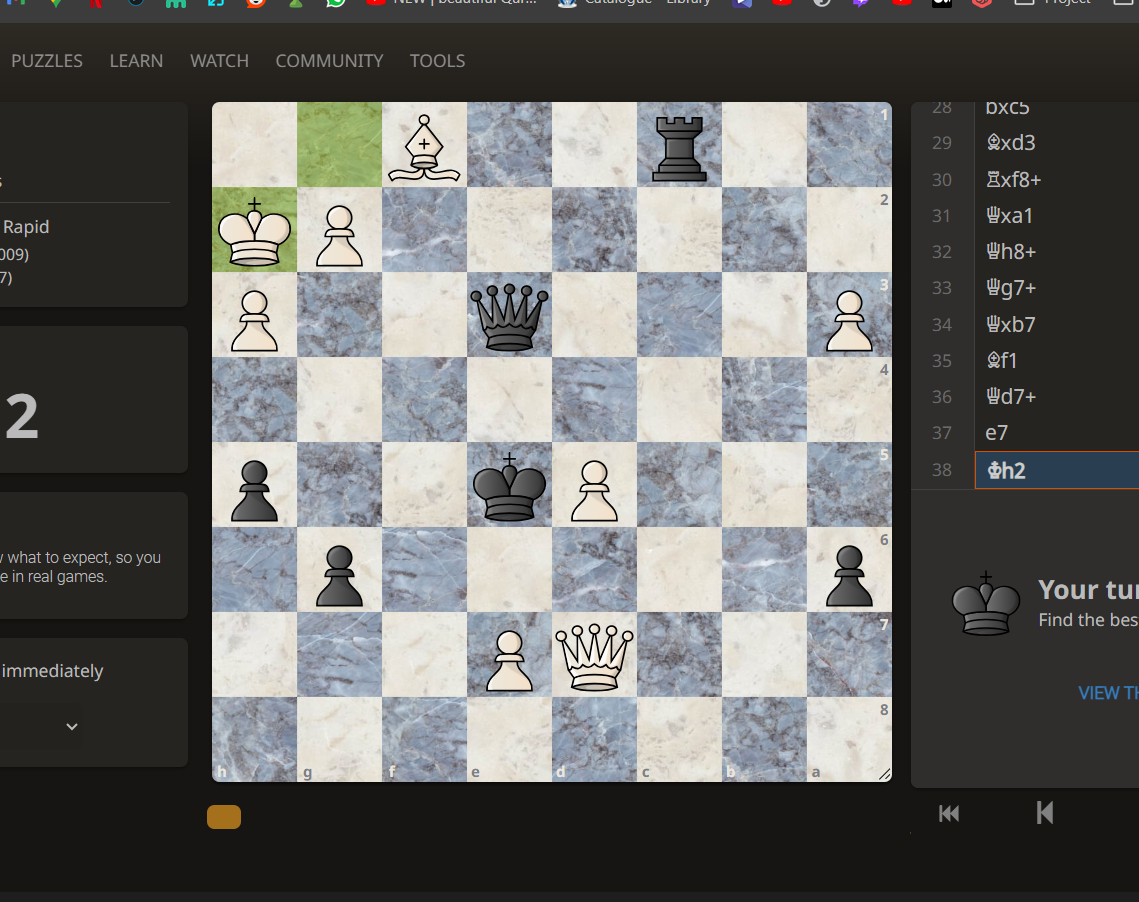 NEW | beautiful Qur...
Catalogue Library
Project
PUZZLES LEARN WATCH COMMUNITY TOOLS
s
Rapid
009)
7)
2
w what to expect, so you
e in real games.
immediately
1
2
3
4
5
6
7
8
h g f e d c b a
28 bxc5
29 ♗xd3
30 ♖xf8+
31 ♕xa1
32 ♕h8+
33 ♕g7+
34 ♕xb7
35 ♗f1
36 ♕d7+
37 e7
38 ♔h2
Your tur
Find the bes
VIEW TH